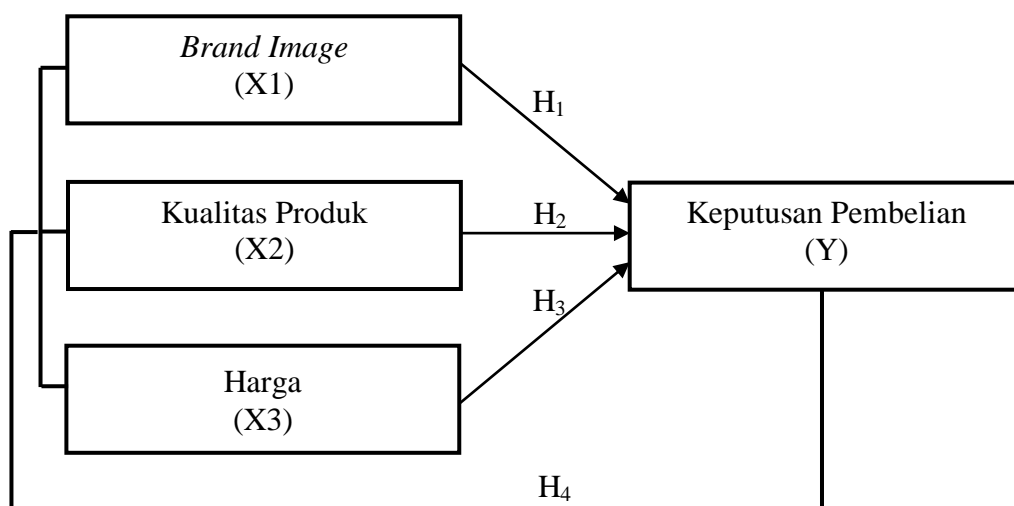 Brand Image
(X1)
H₁
Kualitas Produk
(X2)
H₂
Keputusan Pembelian
(Y)
H₃
Harga
(X3)
H₄